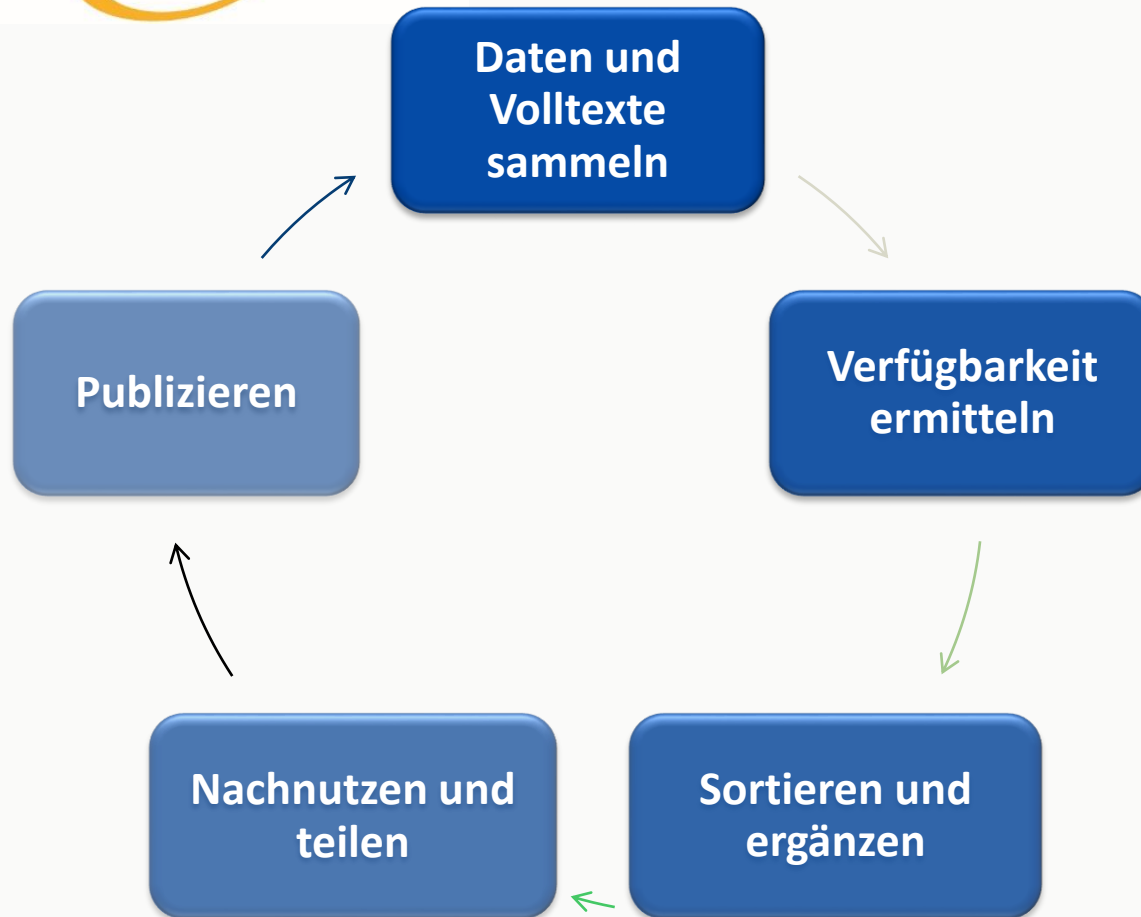 Daten und
Volltexte
sammeln
Verfügbarkeit
ermitteln
Sortieren und
ergänzen
Nachnutzen und
teilen
Publizieren